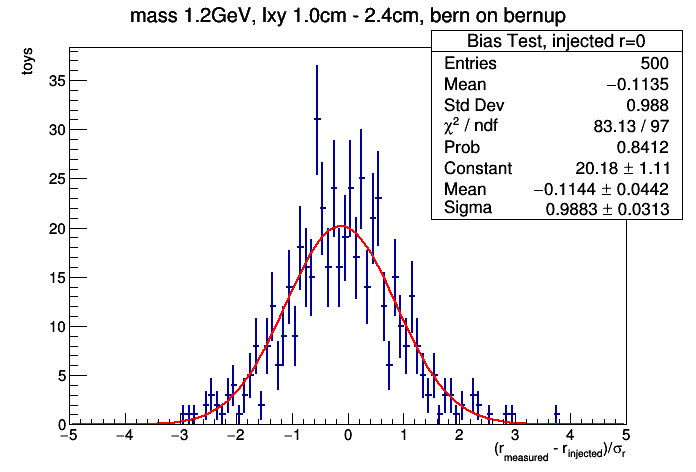 mass 1.2GeV, lxy 1.0cm - 2.4cm, bern on bernup
toys
Bias Test, injected r=0
Entries 500
Mean −0.1135
Std Dev 0.988
χ² / ndf 83.13 / 97
Prob 0.8412
Constant 20.18 ± 1.11
Mean −0.1144 ± 0.0442
Sigma 0.9883 ± 0.0313
35
30
25
20
15
10
5
0
−5 −4 −3 −2 −1 0 1 2 3 4 5
(r_measured - r_injected)/σ_r